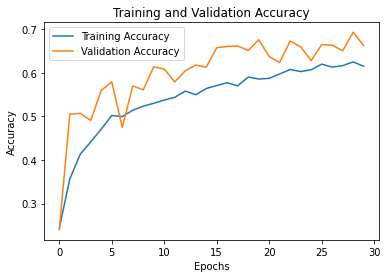 Training and Validation Accuracy
Training Accuracy
Validation Accuracy
0.7
0.6
0.5
0.4
0.3
Accuracy
0
5
10
15
20
25
30
Epochs